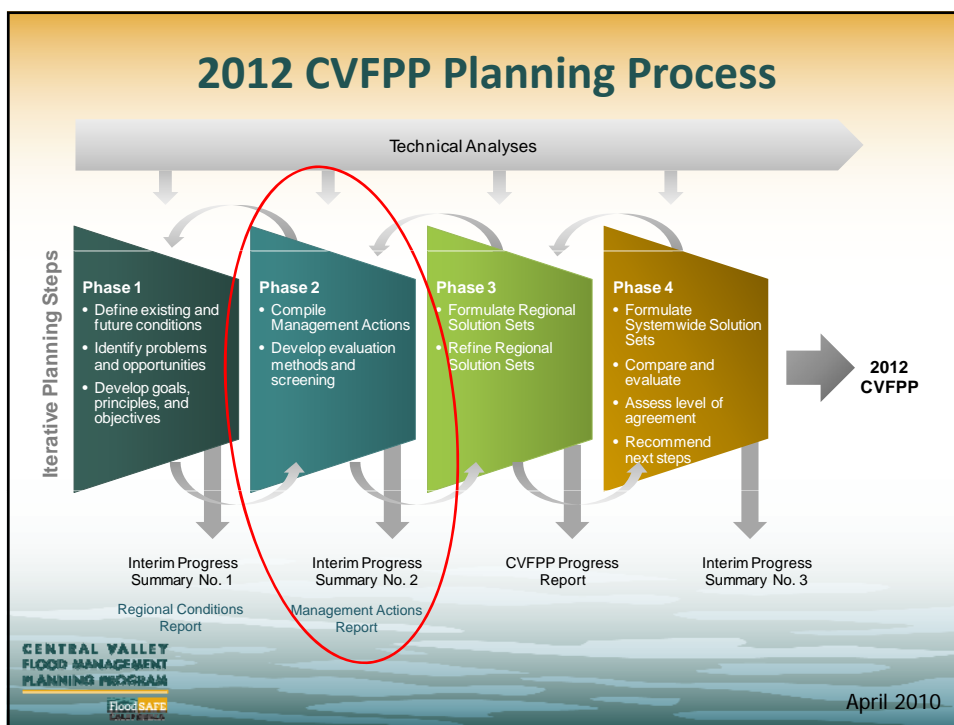 2012 CVFPP Planning Process
Technical Analyses
Iterative Planning Steps
Phase 1
• Define existing and
future conditions
• Identify problems
and opportunities
• Develop goals,
principles, and
objectives
Phase 2
• Compile
Management Actions
• Develop evaluation
methods and
screening
Phase 3
• Formulate Regional
Solution Sets
• Refine Regional
Solution Sets
Phase 4
• Formulate
Systemwide Solution
Sets
• Compare and
evaluate
• Assess level of
agreement
• Recommend
next steps
2012
CVFPP
Interim Progress
Summary No. 1
Regional Conditions
Report
Interim Progress
Summary No. 2
Management Actions
Report
CVFPP Progress
Report
Interim Progress
Summary No. 3
CENTRAL VALLEY
FLOOD MANAGEMENT
PLANNING PROGRAM
FloodSAFE
April 2010